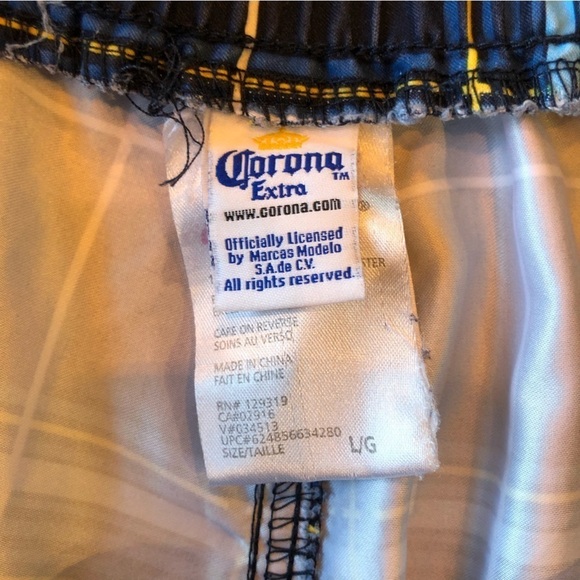 Corona
Extra TM
www.corona.com
Officially Licensed
by Marcas Modelo
S.A.de C.V.
All rights reserved.
®
STER
CARE ON REVERSE
SOINS AU VERSO
MADE IN CHINA
FAIT EN CHINE
RN# 129319
CA#02916
V#034513
UPC#624856634280
SIZE/TAILLE L/G